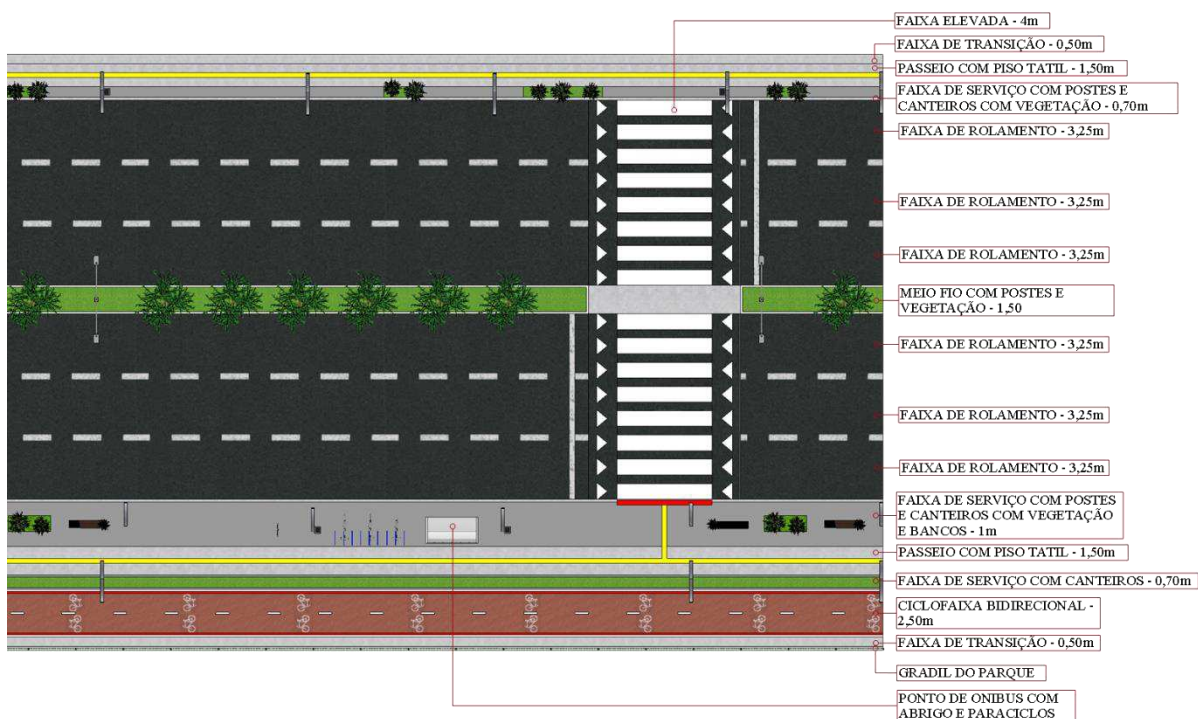 FAIXA ELEVADA - 4m
FAIXA DE TRANSIÇÃO - 0,50m
PASSEIO COM PISO TATIL - 1,50m
FAIXA DE SERVIÇO COM POSTES E
CANTEIROS COM VEGETAÇÃO - 0,70m
FAIXA DE ROLAMENTO - 3,25m
FAIXA DE ROLAMENTO - 3,25m
FAIXA DE ROLAMENTO - 3,25m
MEIO FIO COM POSTES E
VEGETAÇÃO - 1,50
FAIXA DE ROLAMENTO - 3,25m
FAIXA DE ROLAMENTO - 3,25m
FAIXA DE ROLAMENTO - 3,25m
FAIXA DE SERVIÇO COM POSTES
E CANTEIROS COM VEGETAÇÃO
E BANCOS - 1m
PASSEIO COM PISO TATIL - 1,50m
FAIXA DE SERVIÇO COM CANTEIROS - 0,70m
CICLOFAIXA BIDIRECIONAL -
2,50m
FAIXA DE TRANSIÇÃO - 0,50m
GRADIL DO PARQUE
PONTO DE ONIBUS COM
ABRIGO E PARACICLOS